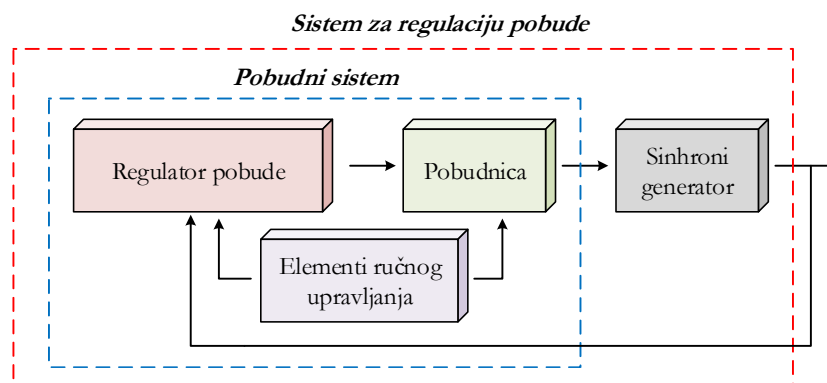 Sistem za regulaciju pobude
Pobudni sistem
Regulator pobude
Pobudnica
Sinhroni
generator
Elementi ručnog
upravljanja